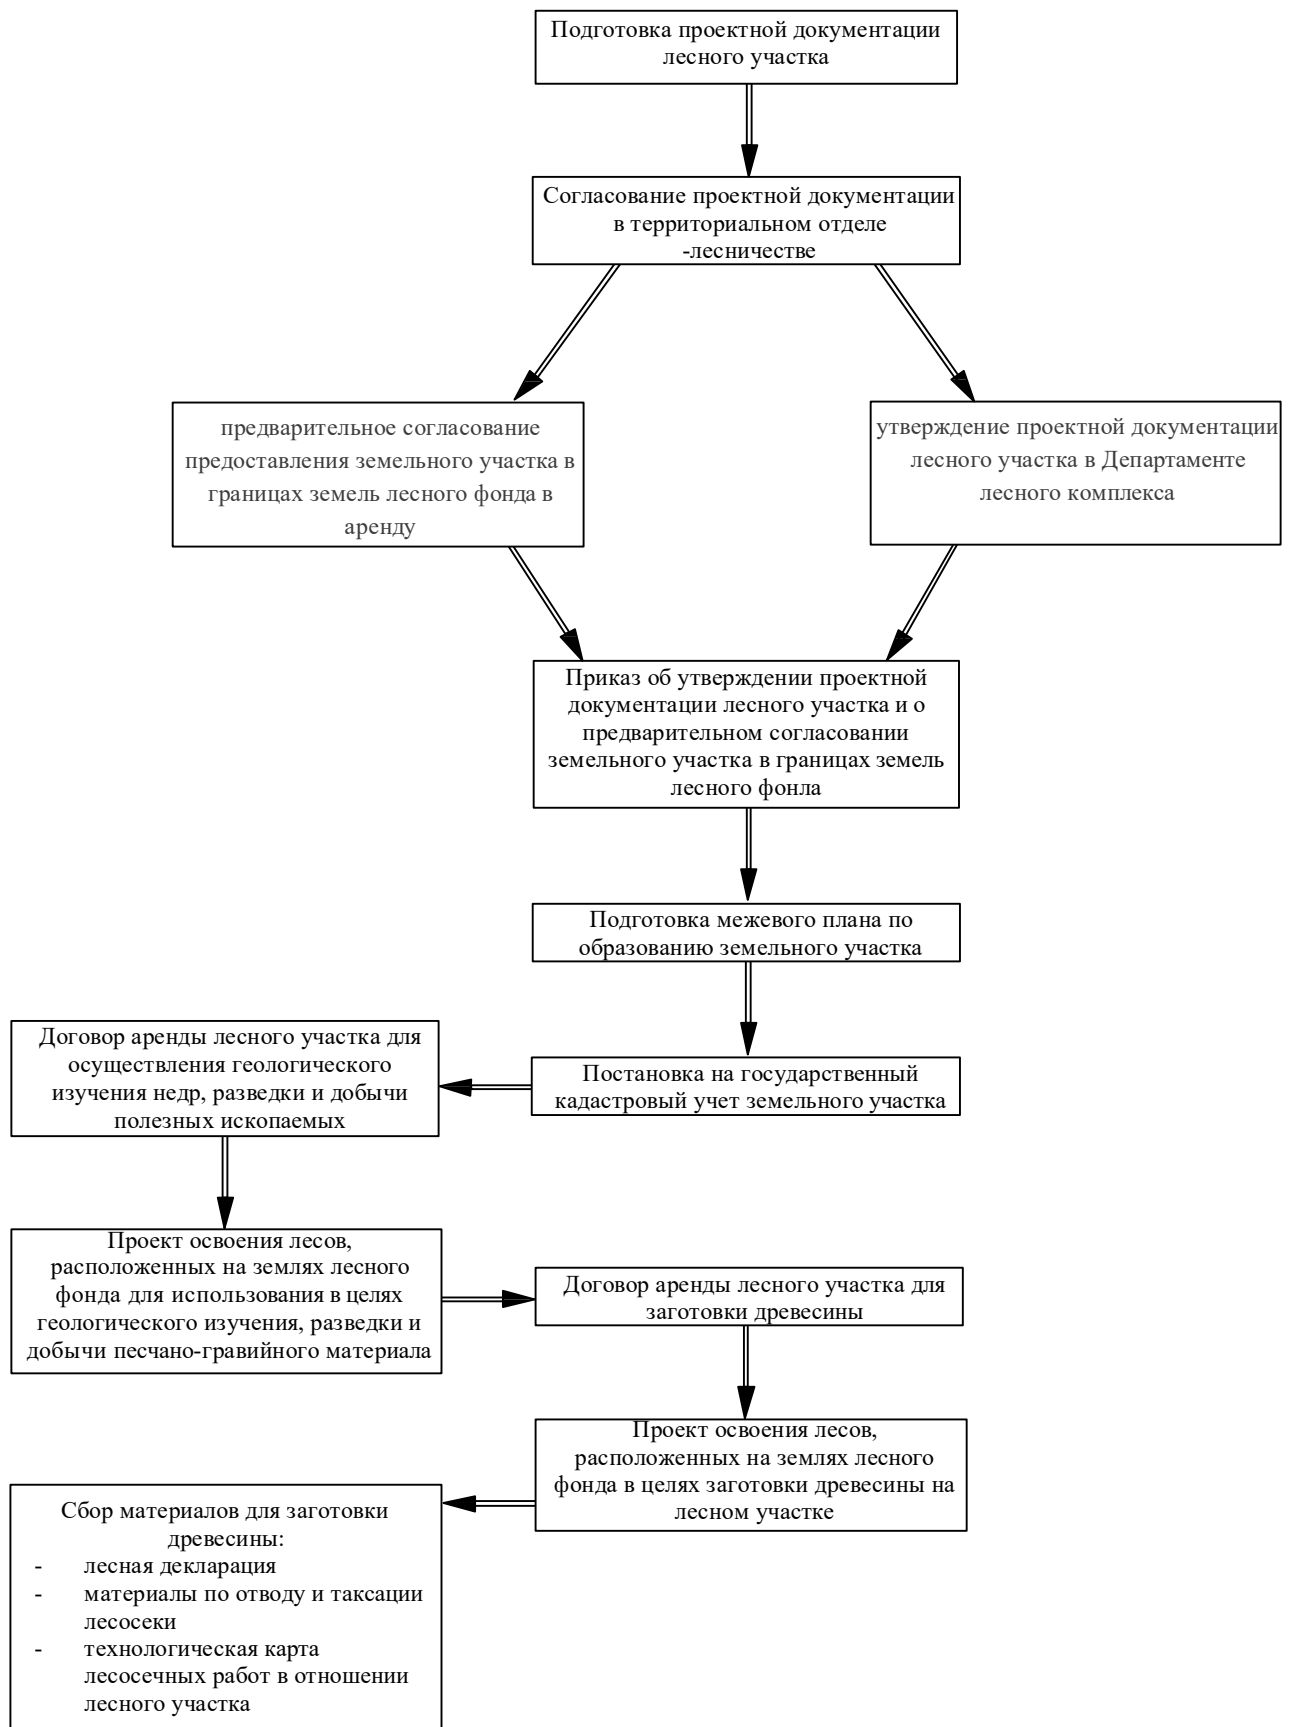 Подготовка проектной документации
лесного участка
Согласование проектной документации
в территориальном отделе
-лесничестве
предварительное согласование
предоставления земельного участка в
границах земель лесного фонда в
аренду
утверждение проектной документации
лесного участка в Департаменте
лесного комплекса
Приказ об утверждении проектной
документации лесного участка и о
предварительном согласовании
земельного участка в границах земель
лесного фонла
Подготовка межевого плана по
образованию земельного участка
Постановка на государственный
кадастровый учет земельного участка
Договор аренды лесного участка для
осуществления геологического
изучения недр, разведки и добычи
полезных ископаемых
Проект освоения лесов,
расположенных на землях лесного
фонда для использования в целях
геологического изучения, разведки и
добычи песчано-гравийного материала
Договор аренды лесного участка для
заготовки древесины
Проект освоения лесов,
расположенных на землях лесного
фонда в целях заготовки древесины на
лесном участке
Сбор материалов для заготовки
древесины:
- лесная декларация
- материалы по отводу и таксации
лесосеки
- технологическая карта
лесосечных работ в отношении
лесного участка